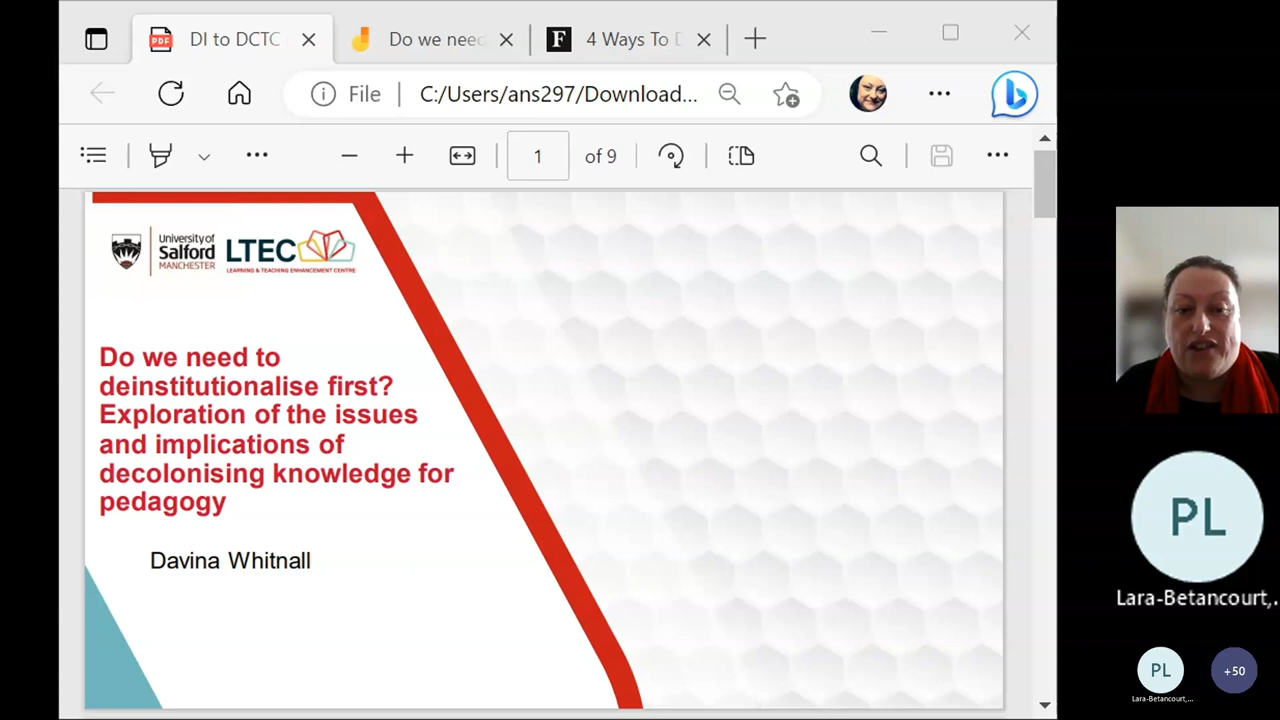 DI to DCTC
Do we need
4 Ways To D
File
C:/Users/ans297/Download...
1
of 9
University of
Salford
MANCHESTER
LTEC
LEARNING & TEACHING ENHANCEMENT CENTRE
Do we need to
deinstitutionalise first?
Exploration of the issues
and implications of
decolonising knowledge for
pedagogy
Davina Whitnall
PL
Lara-Betancourt,...
PL
Lara-Betancourt,...
+50